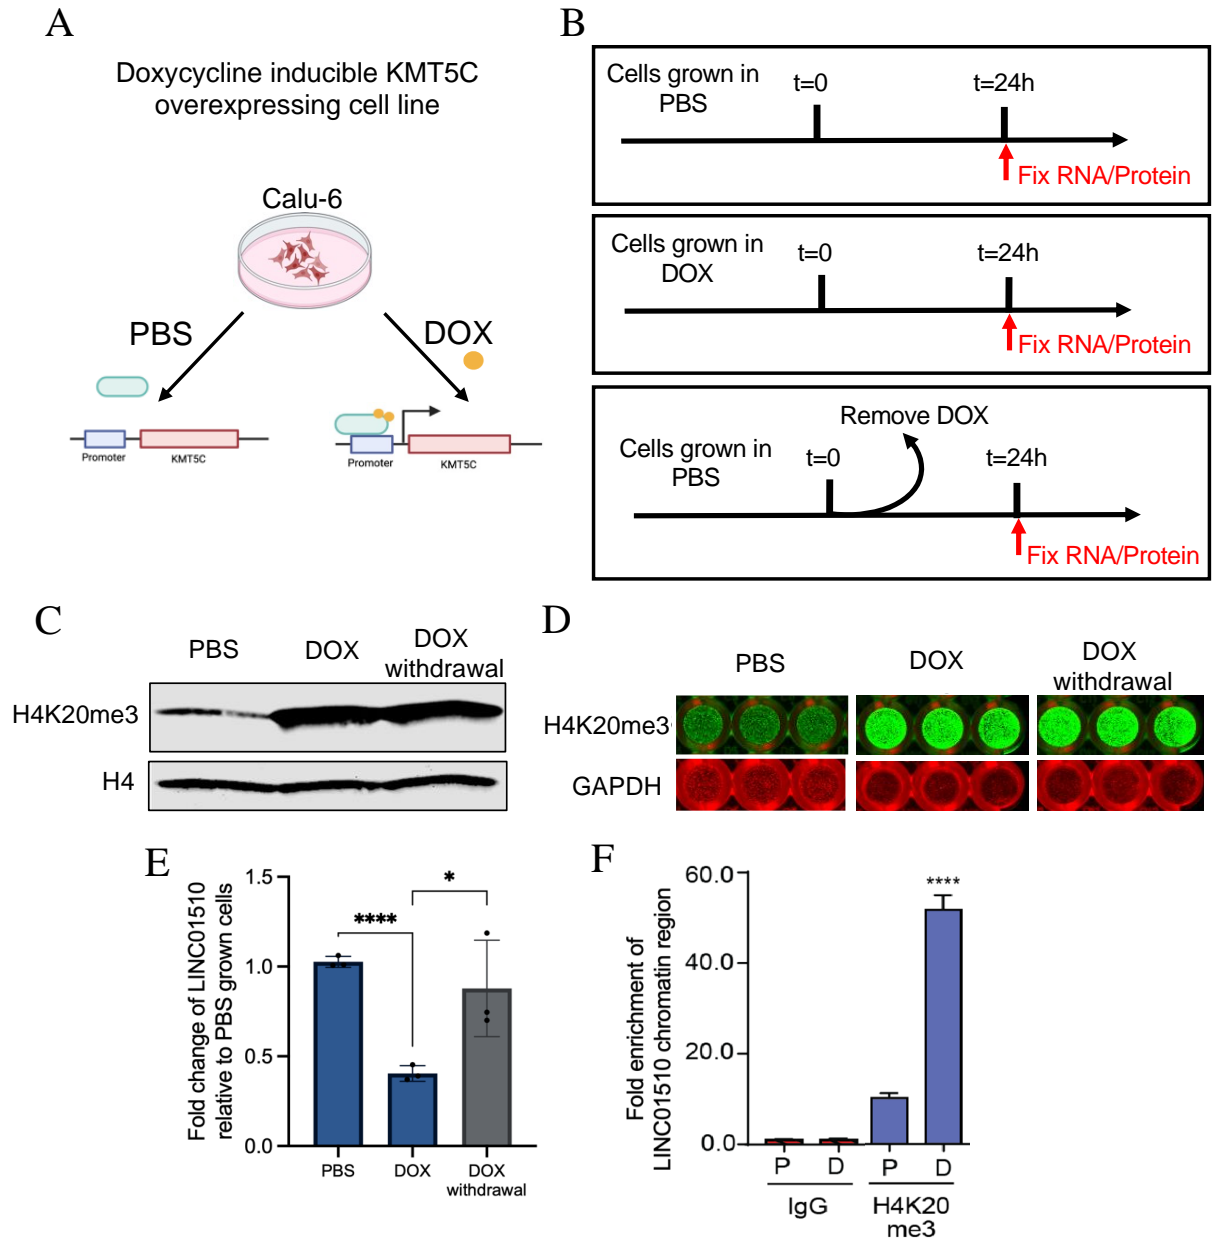 A
Doxycycline inducible KMT5C
overexpressing cell line
Calu-6
PBS
DOX
Promoter
KMT5C
Promoter
KMT5C
B
Cells grown in
PBS
t=0
t=24h
Fix RNA/Protein
Cells grown in
DOX
t=0
t=24h
Fix RNA/Protein
Remove DOX
Cells grown in
PBS
t=0
t=24h
Fix RNA/Protein
C
PBS
DOX
DOX
withdrawal
H4K20me3
H4
D
PBS
DOX
DOX
withdrawal
H4K20me3
GAPDH
E
Fold change of LINC01510
relative to PBS grown cells
1.5
1.0
0.5
0.0
****
*
PBS
DOX
DOX
withdrawal
F
Fold enrichment of
LINC01510 chromatin region
60.0
40.0
20.0
0.0
****
P
D
P
D
IgG
H4K20
me3